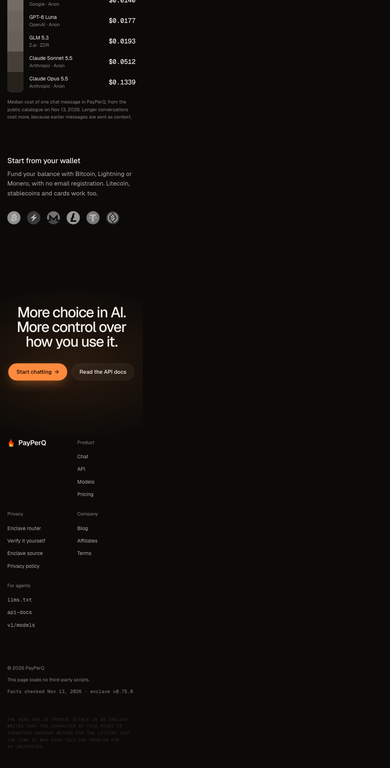 Google · Anon
GPT-6 Luna
$0.0177
OpenAI · Anon
GLM 5.3
$0.0193
Z.ai · ZDR
Claude Sonnet 5.5
$0.0512
Anthropic · Anon
Claude Opus 5.5
$0.1339
Anthropic · Anon
Median cost of one chat message in PayPerQ, from the
public catalogue on Nov 13, 2026. Longer conversations
cost more, because earlier messages are sent as context.
Start from your wallet
Fund your balance with Bitcoin, Lightning or
Monero, with no email registration. Litecoin,
stablecoins and cards work too.
More choice in AI.
More control over
how you use it.
Start chatting →
Read the API docs
PayPerQ
Product
Chat
API
Models
Pricing
Privacy
Enclave router
Verify it yourself
Enclave source
Privacy policy
Company
Blog
Affiliates
Terms
For agents
llms.txt
api-docs
v1/models
© 2026 PayPerQ
This page loads no third-party scripts.
Facts checked Nov 13, 2026 · enclave v0.75.0